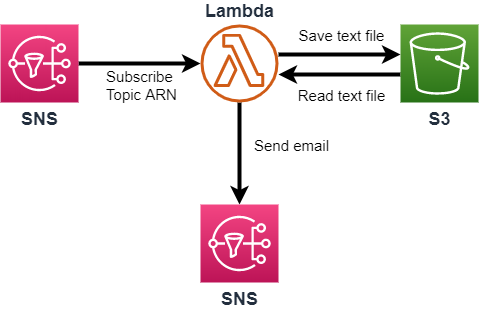 Lambda
Save text file
Subscribe
Topic ARN
Read text file
SNS
S3
Send email
SNS